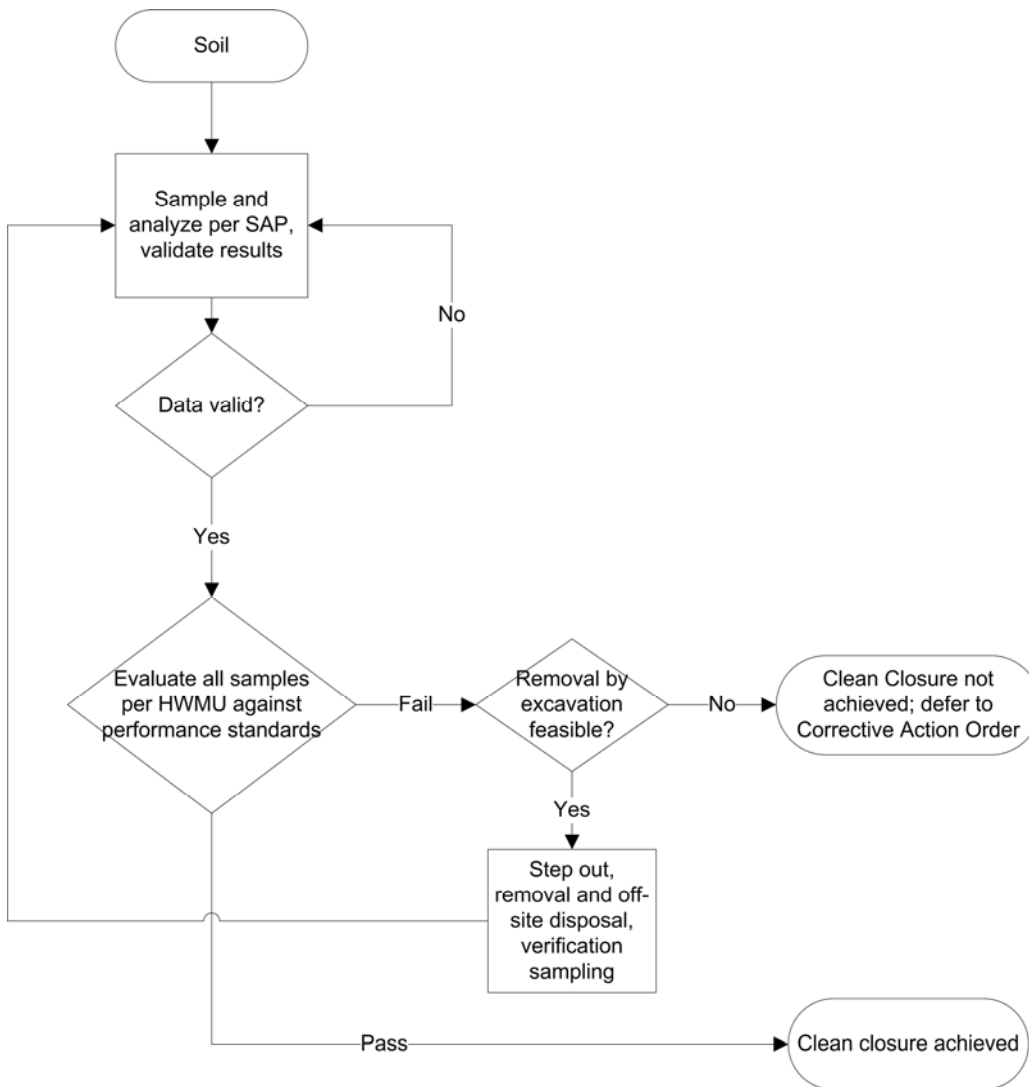 Soil
Sample and
analyze per SAP,
validate results
No
Data valid?
Yes
Evaluate all samples
per HWMU against
performance standards
Fail
Removal by
excavation
feasible?
No
Clean Closure not
achieved; defer to
Corrective Action Order
Yes
Step out,
removal and off-
site disposal,
verification
sampling
Pass
Clean closure achieved